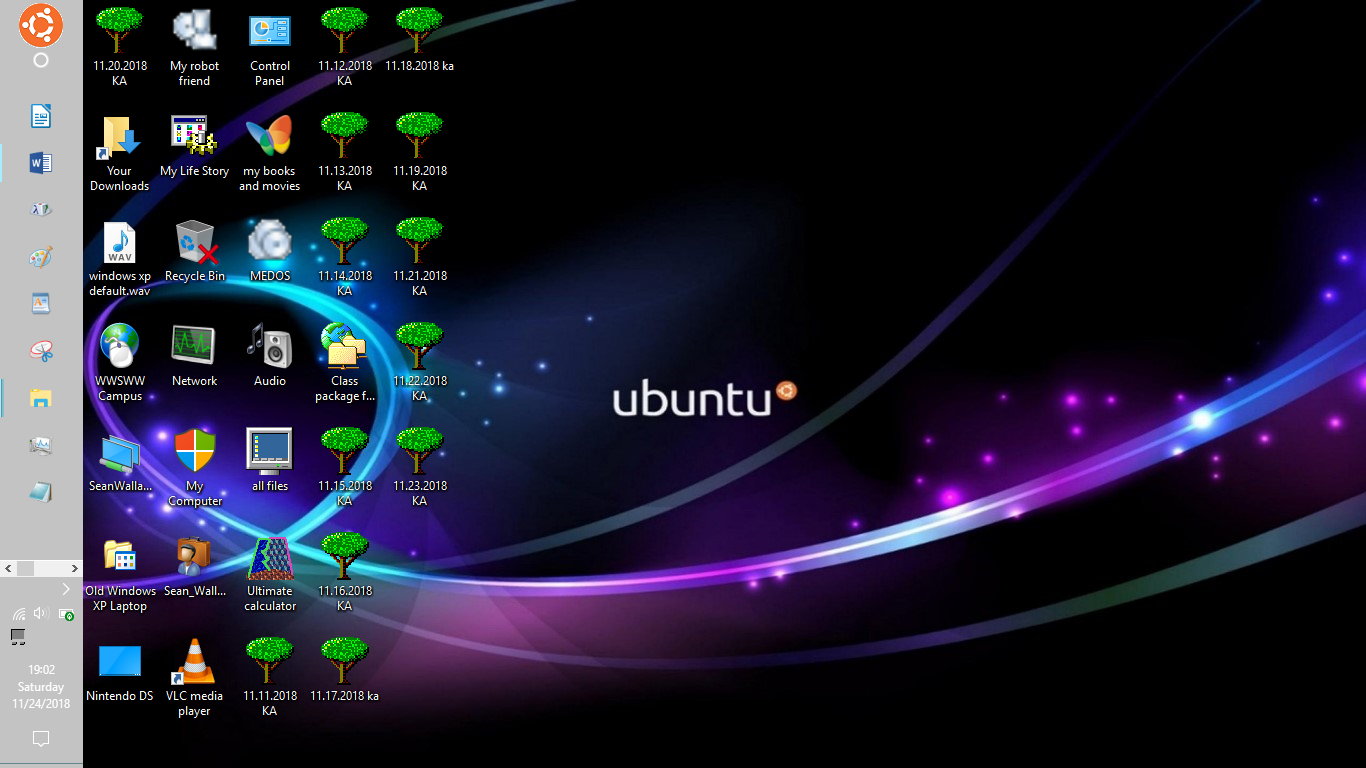 11.20.2018
KA
My robot
friend
Control
Panel
11.12.2018
KA
11.18.2018 ka
Your
Downloads
My Life Story
my books
and movies
11.13.2018
KA
11.19.2018
KA
WAV
windows xp
default.wav
Recycle Bin
MEDOS
11.14.2018
KA
11.21.2018
KA
WWSWW
Campus
Network
Audio
Class
package f...
11.22.2018
KA
SeanWalla...
My
Computer
all files
11.15.2018
KA
11.23.2018
KA
Old Windows
XP Laptop
Sean_Wall...
Ultimate
calculator
11.16.2018
KA
Nintendo DS
VLC media
player
11.11.2018
KA
11.17.2018 ka
ubuntu
W
19:02
Saturday
11/24/2018